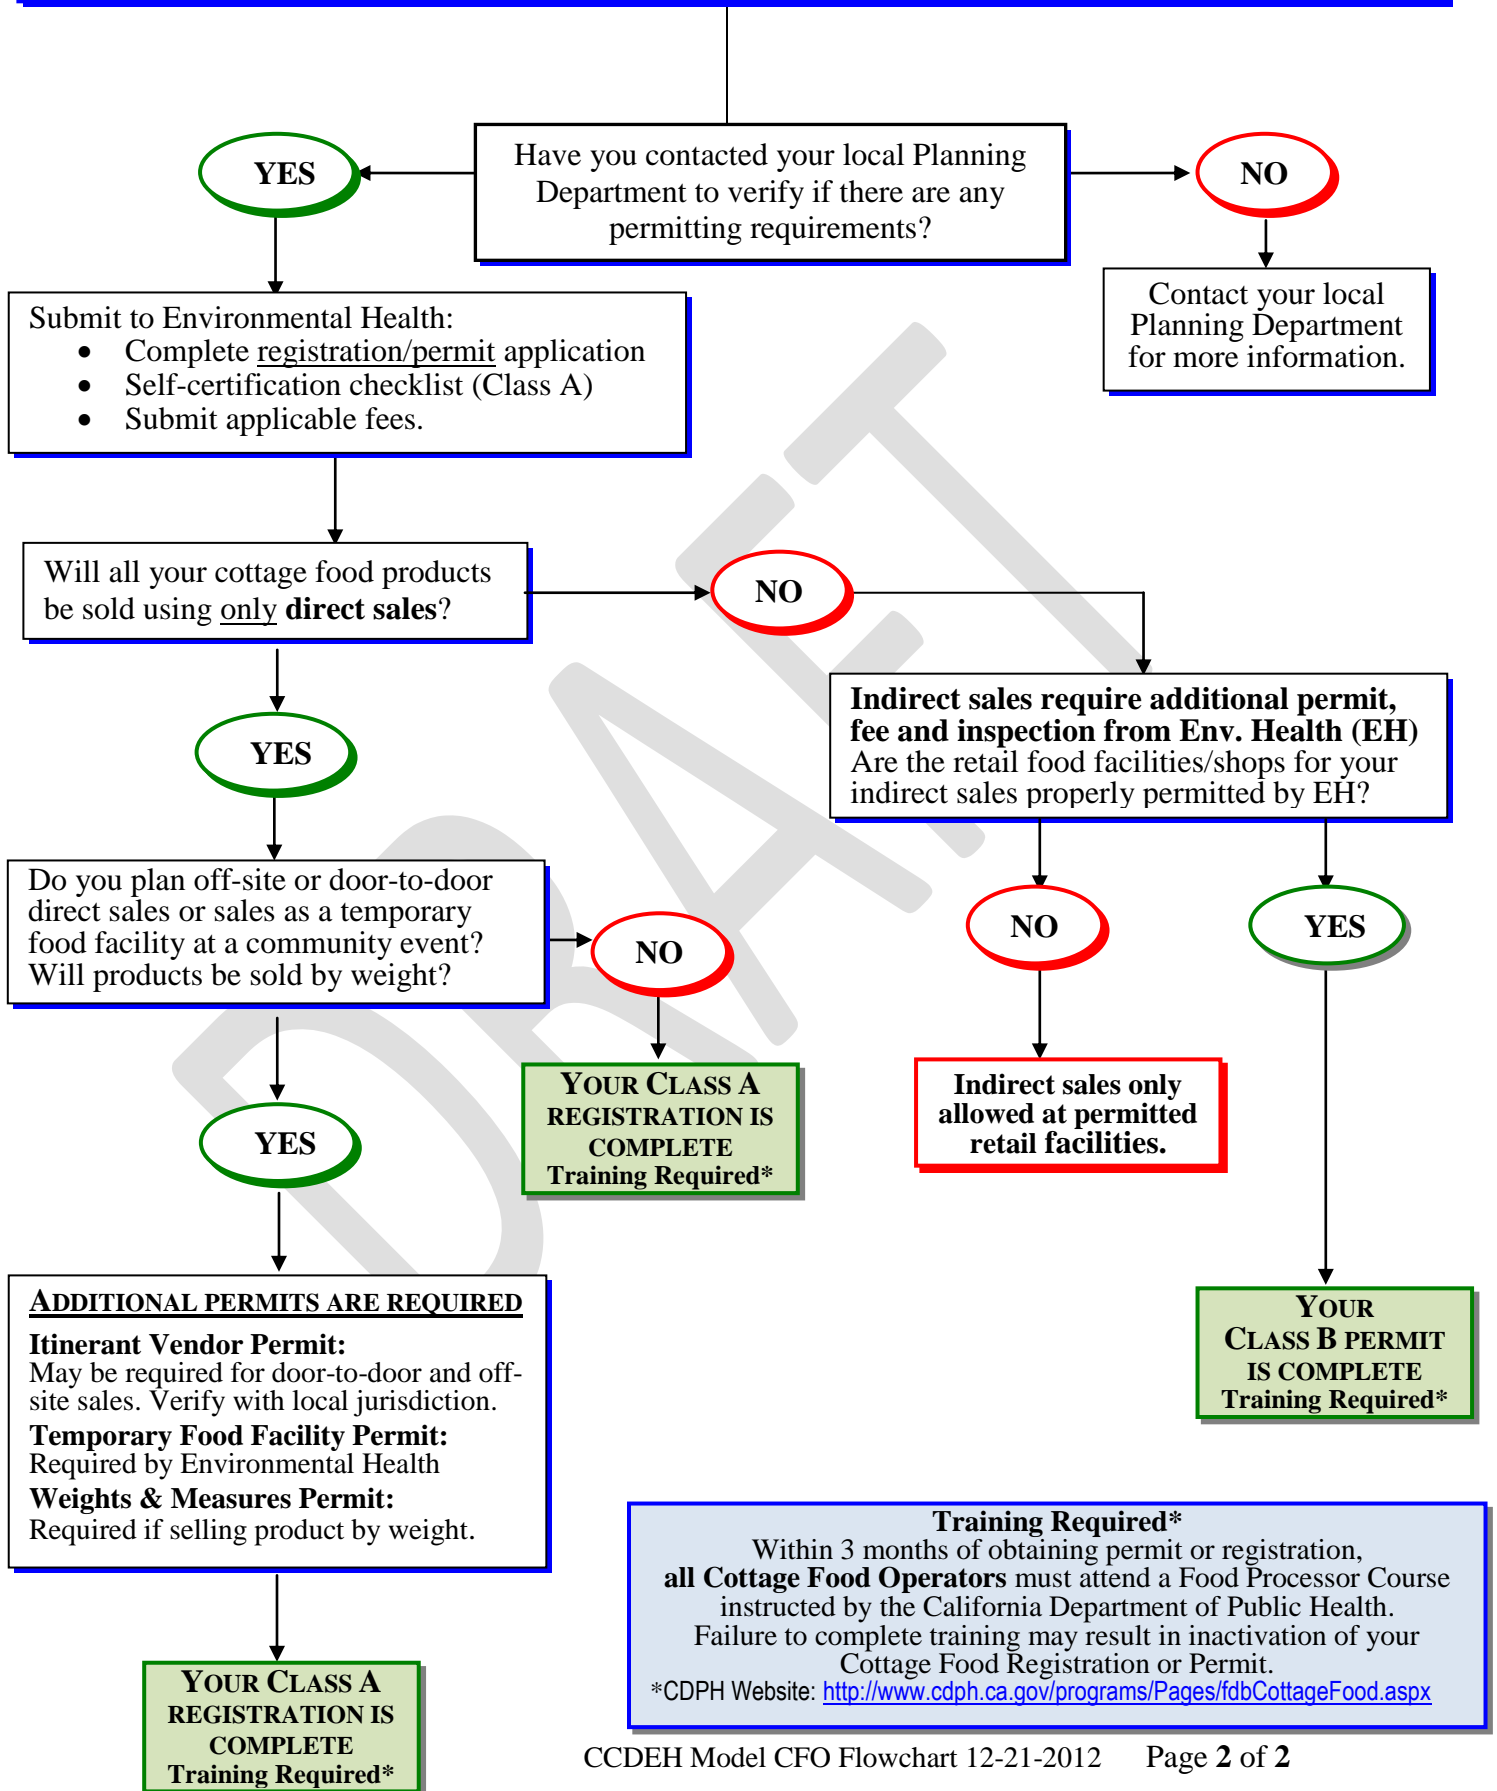 Have you contacted your local Planning
Department to verify if there are any
permitting requirements?
YES
NO
Contact your local
Planning Department
for more information.
Submit to Environmental Health:
• Complete registration/permit application
• Self-certification checklist (Class A)
• Submit applicable fees.
Will all your cottage food products
be sold using only direct sales?
NO
YES
Indirect sales require additional permit,
fee and inspection from Env. Health (EH)
Are the retail food facilities/shops for your
indirect sales properly permitted by EH?
Do you plan off-site or door-to-door
direct sales or sales as a temporary
food facility at a community event?
Will products be sold by weight?
NO
NO
YES
YOUR CLASS A
REGISTRATION IS
COMPLETE
Training Required*
Indirect sales only
allowed at permitted
retail facilities.
YES
ADDITIONAL PERMITS ARE REQUIRED
Itinerant Vendor Permit:
May be required for door-to-door and off-
site sales. Verify with local jurisdiction.
Temporary Food Facility Permit:
Required by Environmental Health
Weights & Measures Permit:
Required if selling product by weight.
YOUR
CLASS B PERMIT
IS COMPLETE
Training Required*
Training Required*
Within 3 months of obtaining permit or registration,
all Cottage Food Operators must attend a Food Processor Course
instructed by the California Department of Public Health.
Failure to complete training may result in inactivation of your
Cottage Food Registration or Permit.
*CDPH Website: http://www.cdph.ca.gov/programs/Pages/fdbCottageFood.aspx
YOUR CLASS A
REGISTRATION IS
COMPLETE
Training Required*
CCDEH Model CFO Flowchart 12-21-2012 Page 2 of 2
DRAFT